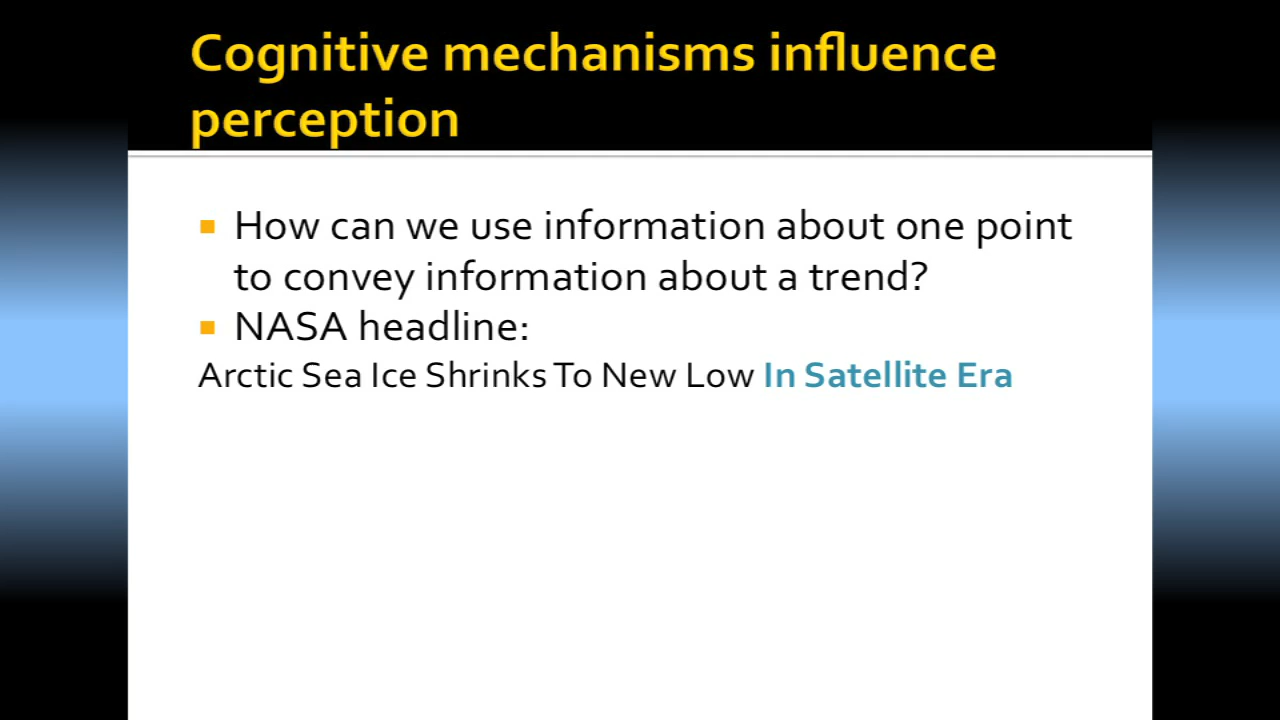 Cognitive mechanisms influence
perception
How can we use information about one point
to convey information about a trend?
NASA headline:
Arctic Sea Ice Shrinks To New Low In Satellite Era